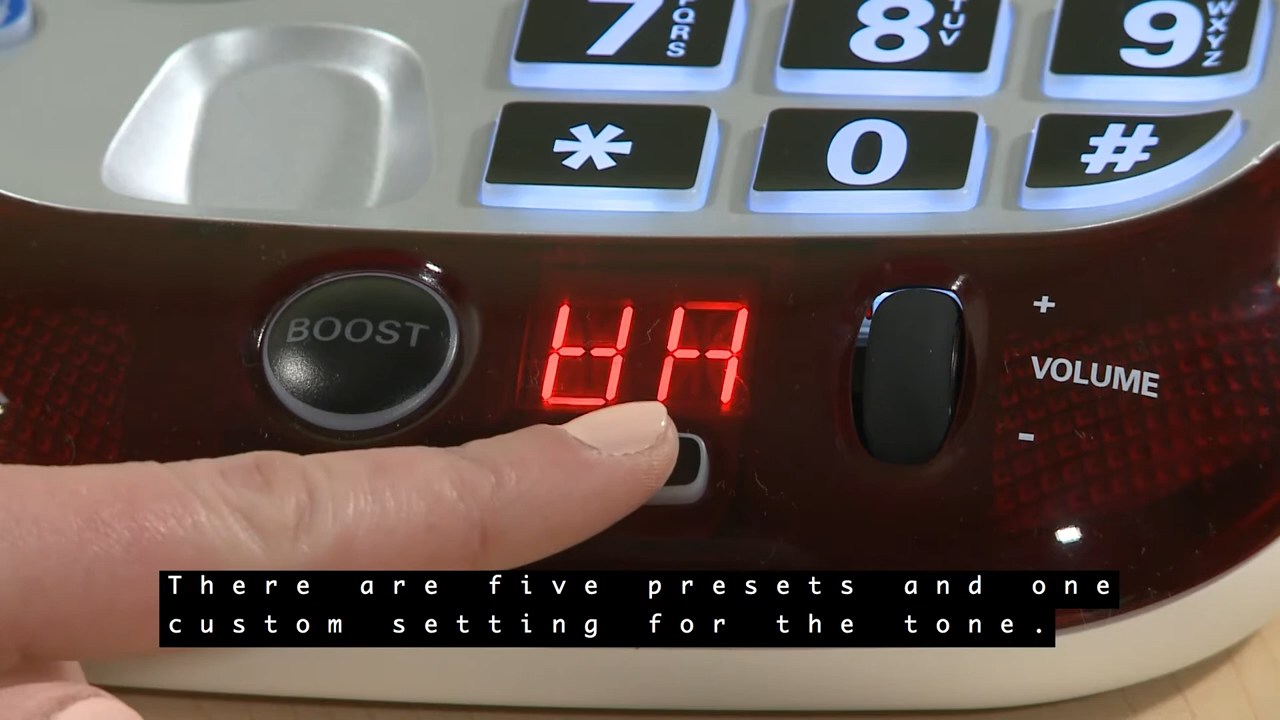 7 PQRS
8 TUV
9 WXYZ
* 0 #
BOOST
+
VOLUME
-
There are five presets and one
custom setting for the tone.